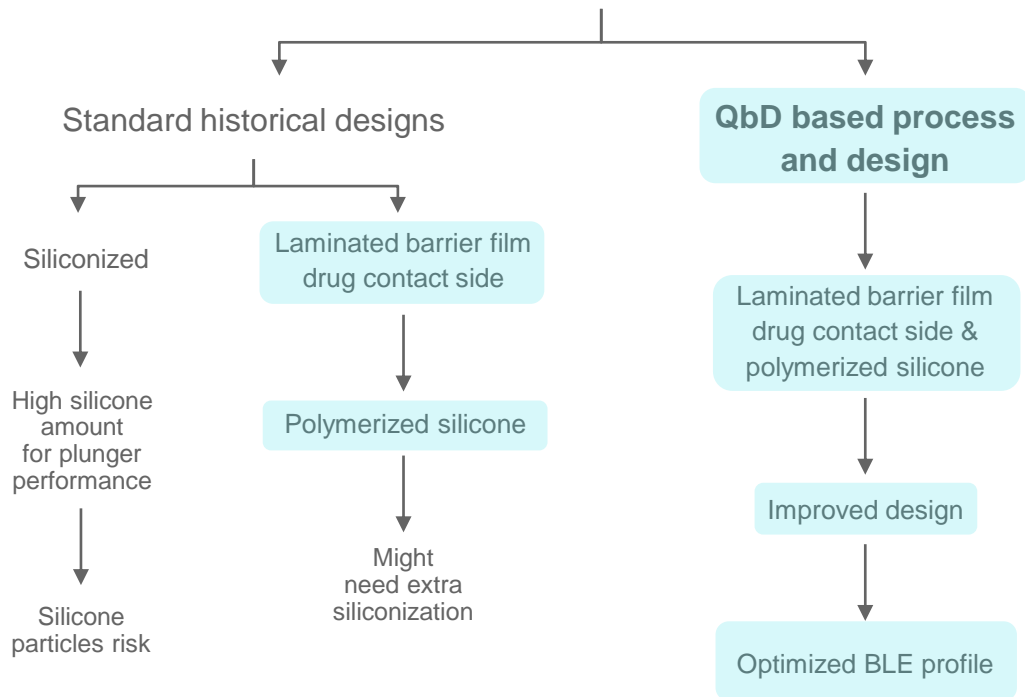 Standard historical designs
QbD based process
and design
Siliconized
Laminated barrier film
drug contact side
Laminated barrier film
drug contact side &
polymerized silicone
High silicone
amount
for plunger
performance
Polymerized silicone
Improved design
Might
need extra
siliconization
Silicone
particles risk
Optimized BLE profile